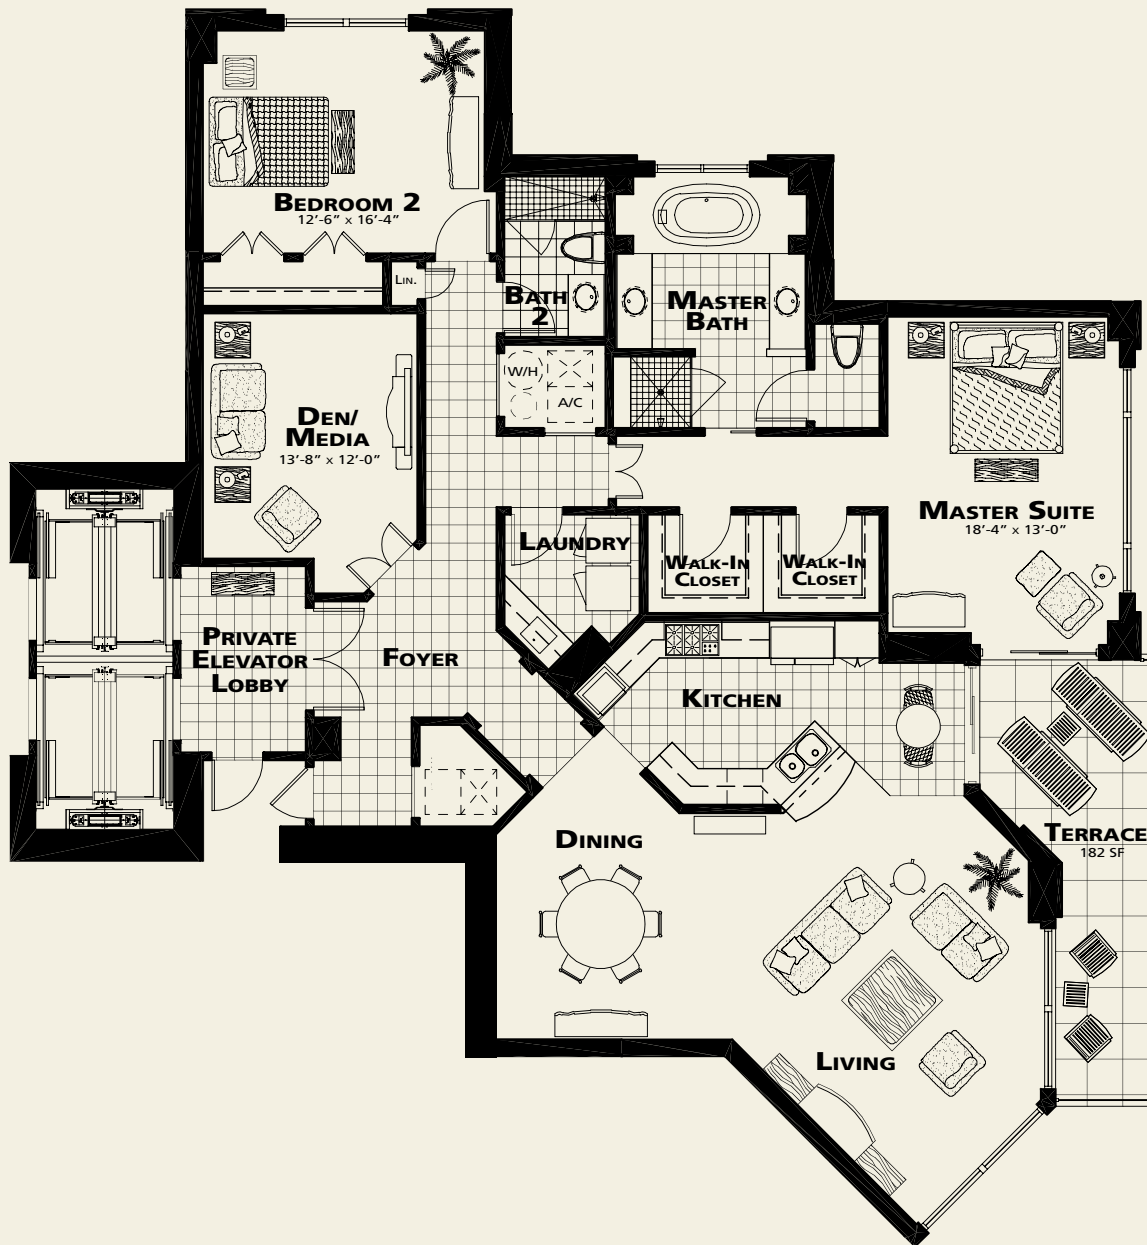 BEDROOM 2
12'-6" x 16'-4"
LIN.
BATH
2
MASTER
BATH
W/H
A/C
DEN/
MEDIA
13'-8" x 12'-0"
MASTER SUITE
18'-4" x 13'-0"
LAUNDRY
WALK-IN
CLOSET
WALK-IN
CLOSET
PRIVATE
ELEVATOR
LOBBY
FOYER
KITCHEN
DINING
TERRACE
182 SF
LIVING